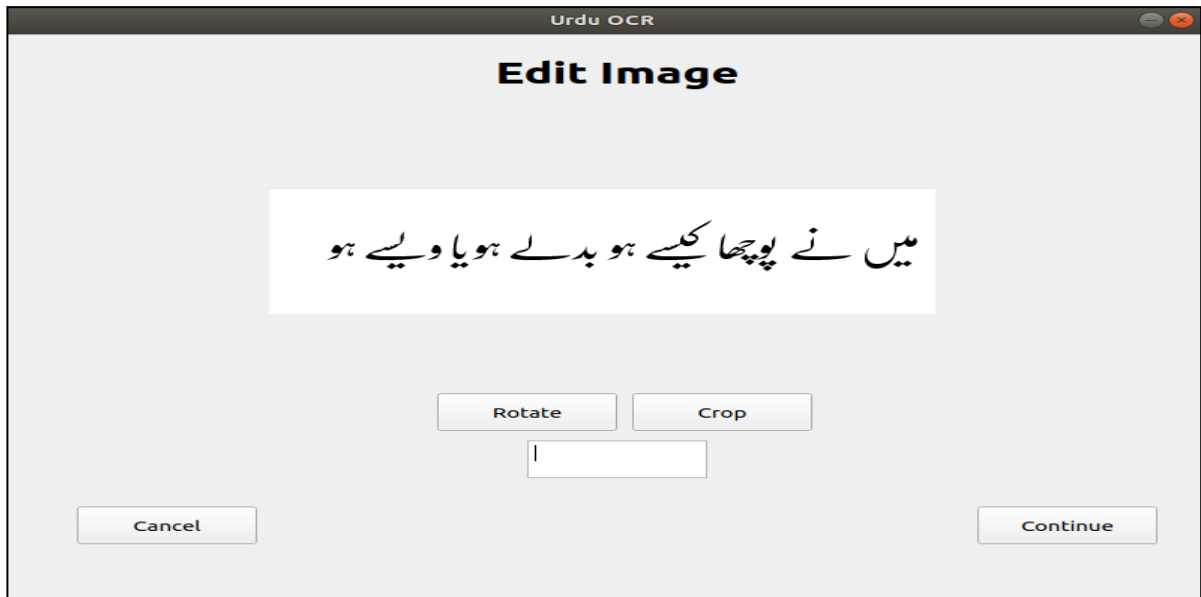 Urdu OCR
Edit Image
میں نے پوچھا کیسے ہو بدلے ہو یا ویسے ہو
Rotate Crop
Cancel Continue